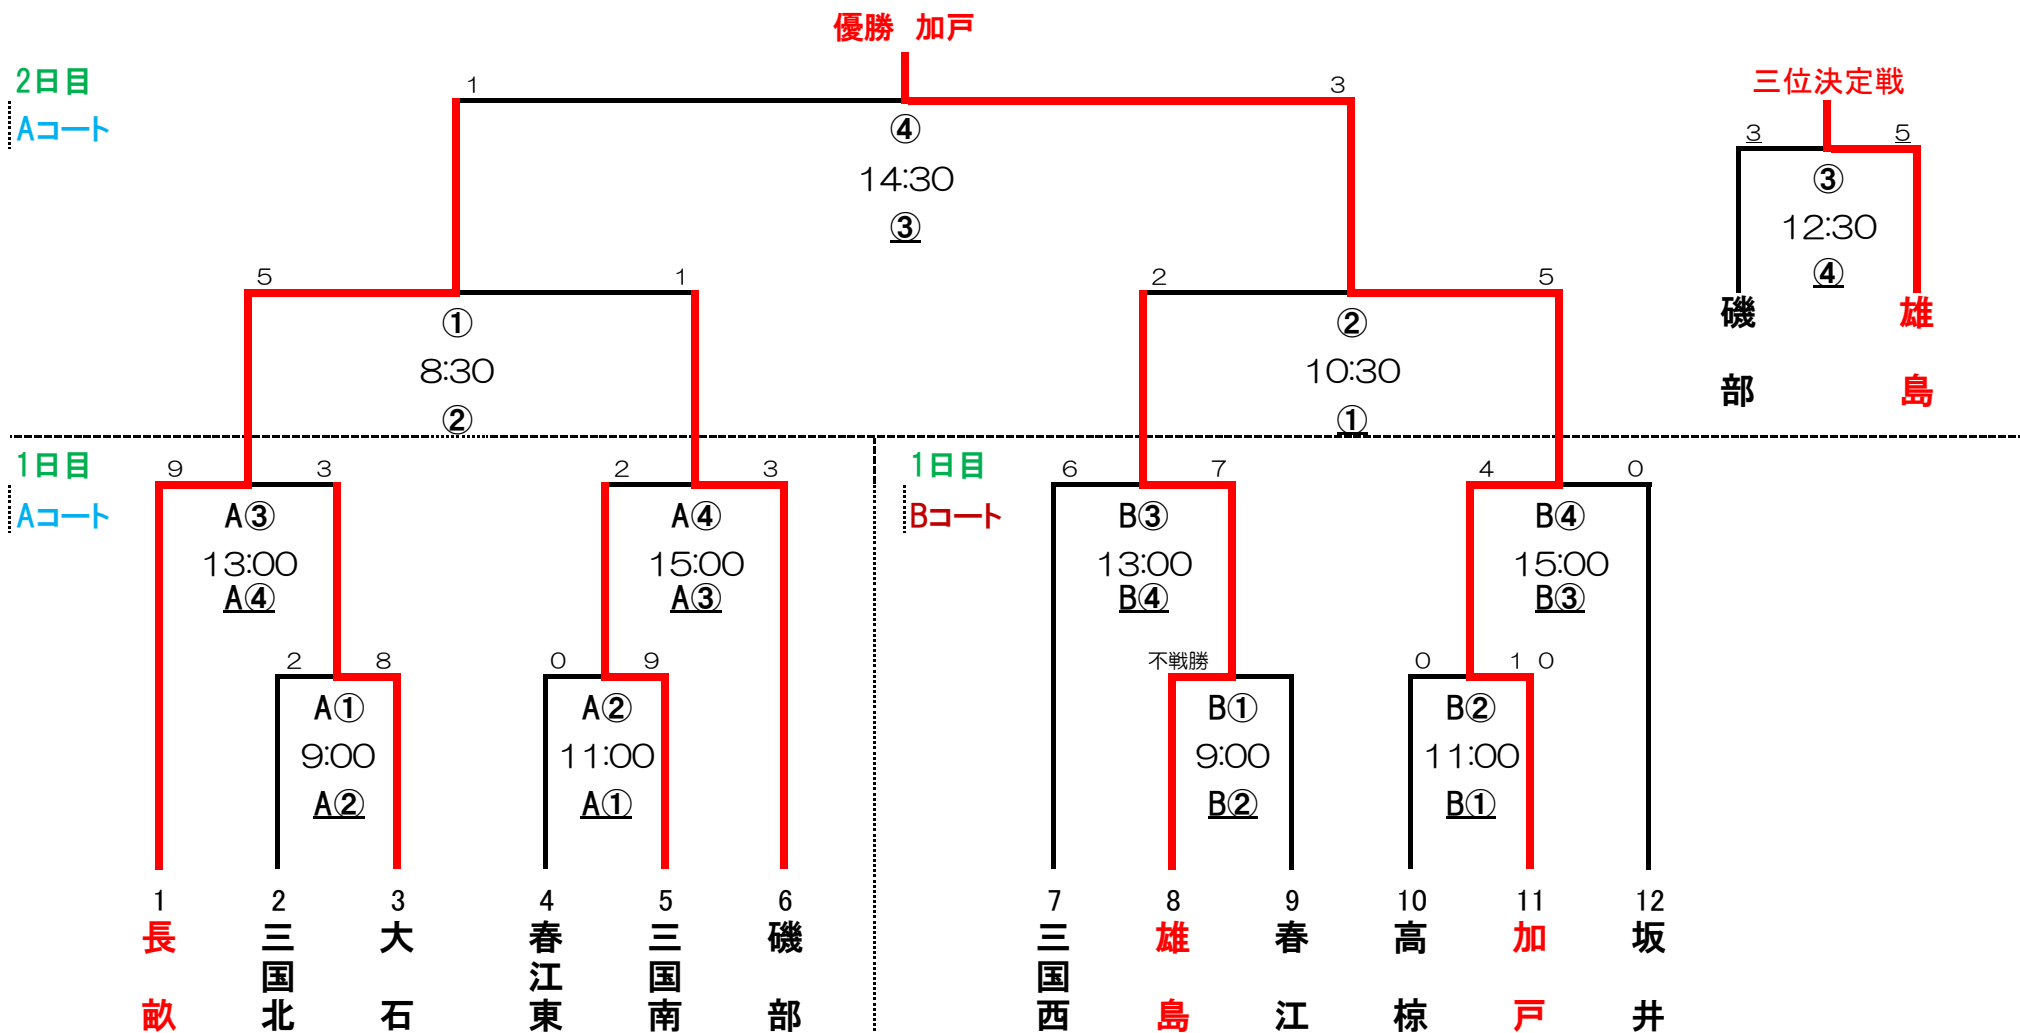 優勝 加戸
2日目
Aコート
1 3
④
14:30
③
三位決定戦
3 5
③
12:30
④
磯部
雄島
5 1
①
8:30
②
2 5
②
10:30
①
1日目
Aコート
9 3
A③
13:00
A④
2 3
A④
15:00
A③
1日目
Bコート
6 7
B③
13:00
B④
4 0
B④
15:00
B③
2 8
A①
9:00
A②
0 9
A②
11:00
A①
不戦勝
B①
9:00
B②
0 10
B②
11:00
B①
1 2 3 4 5 6 7 8 9 10 11 12
長畝
三国北
大石
春江東
三国南
磯部
三国西
雄島
春江
高椋
加戸
坂井